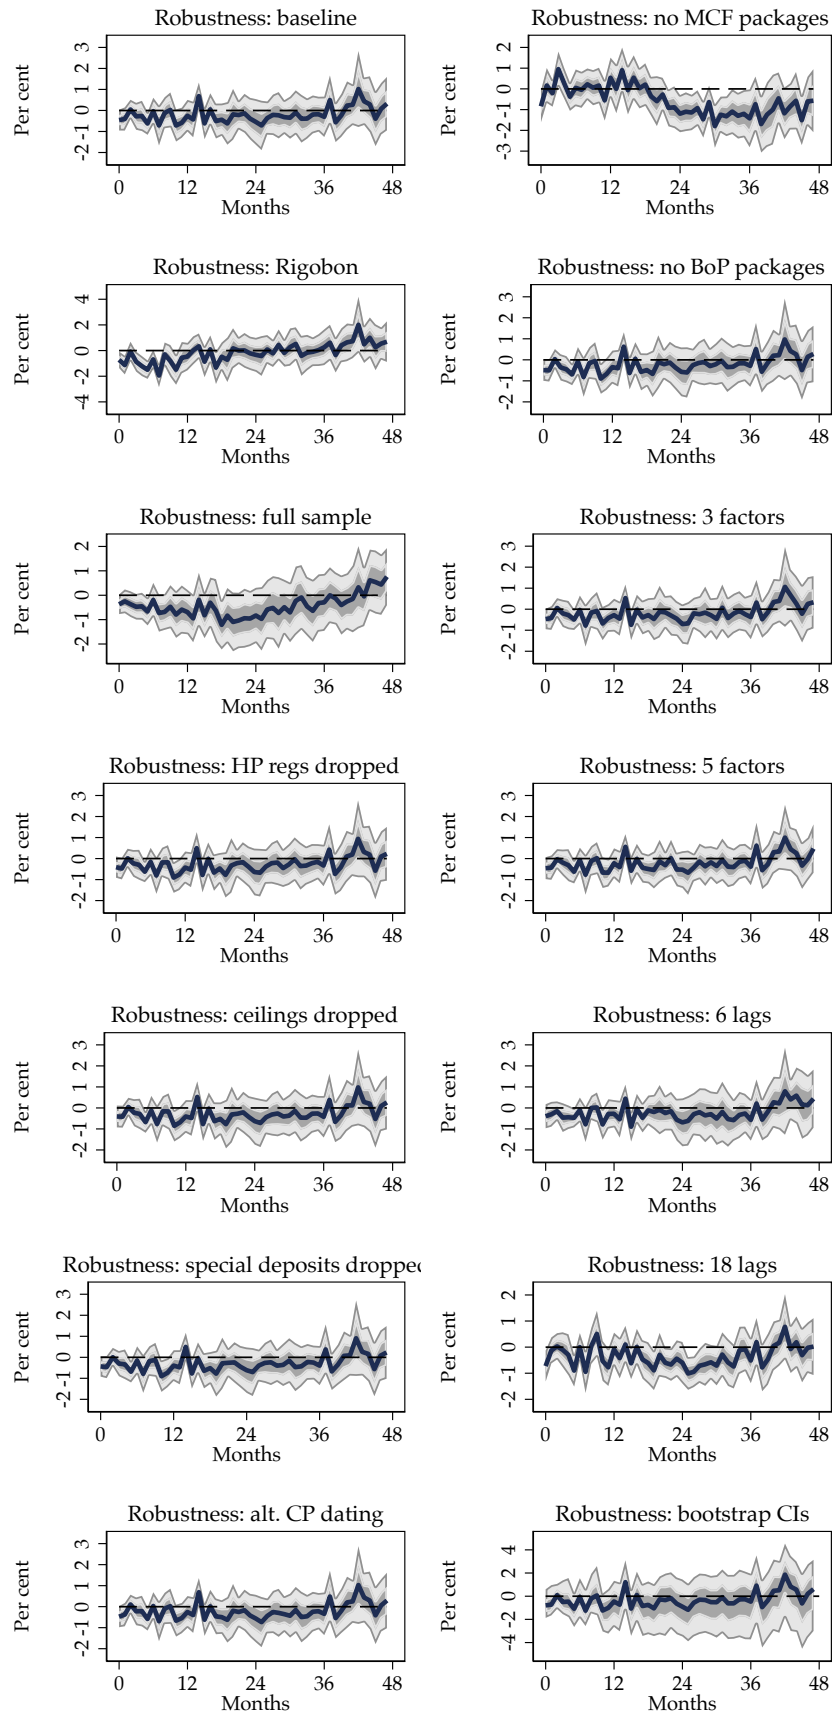 Robustness: baseline
Per cent
-2 -1 0 1 2 3
0 12 24 36 48
Months
Robustness: no MCF packages
Per cent
-3 -2 -1 0 1 2
0 12 24 36 48
Months
Robustness: Rigobon
Per cent
-4 -2 0 2 4
0 12 24 36 48
Months
Robustness: no BoP packages
Per cent
-2 -1 0 1 2 3
0 12 24 36 48
Months
Robustness: full sample
Per cent
-2 -1 0 1 2
0 12 24 36 48
Months
Robustness: 3 factors
Per cent
-2 -1 0 1 2 3
0 12 24 36 48
Months
Robustness: HP regs dropped
Per cent
-2 -1 0 1 2 3
0 12 24 36 48
Months
Robustness: 5 factors
Per cent
-2 -1 0 1 2 3
0 12 24 36 48
Months
Robustness: ceilings dropped
Per cent
-2 -1 0 1 2 3
0 12 24 36 48
Months
Robustness: 6 lags
Per cent
-2 -1 0 1 2 3
0 12 24 36 48
Months
Robustness: special deposits droppe
Per cent
-2 -1 0 1 2 3
0 12 24 36 48
Months
Robustness: 18 lags
Per cent
-2 -1 0 1 2
0 12 24 36 48
Months
Robustness: alt. CP dating
Per cent
-2 -1 0 1 2 3
0 12 24 36 48
Months
Robustness: bootstrap CIs
Per cent
-4 -2 0 2 4
0 12 24 36 48
Months